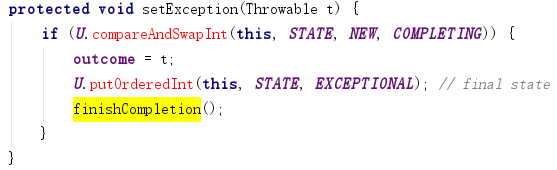 protected void setException(Throwable t) {
    if (U.compareAndSwapInt(this, STATE, NEW, COMPLETING)) {
        outcome = t;
        U.putOrderedInt(this, STATE, EXCEPTIONAL); // final state
        finishCompletion();
    }
}